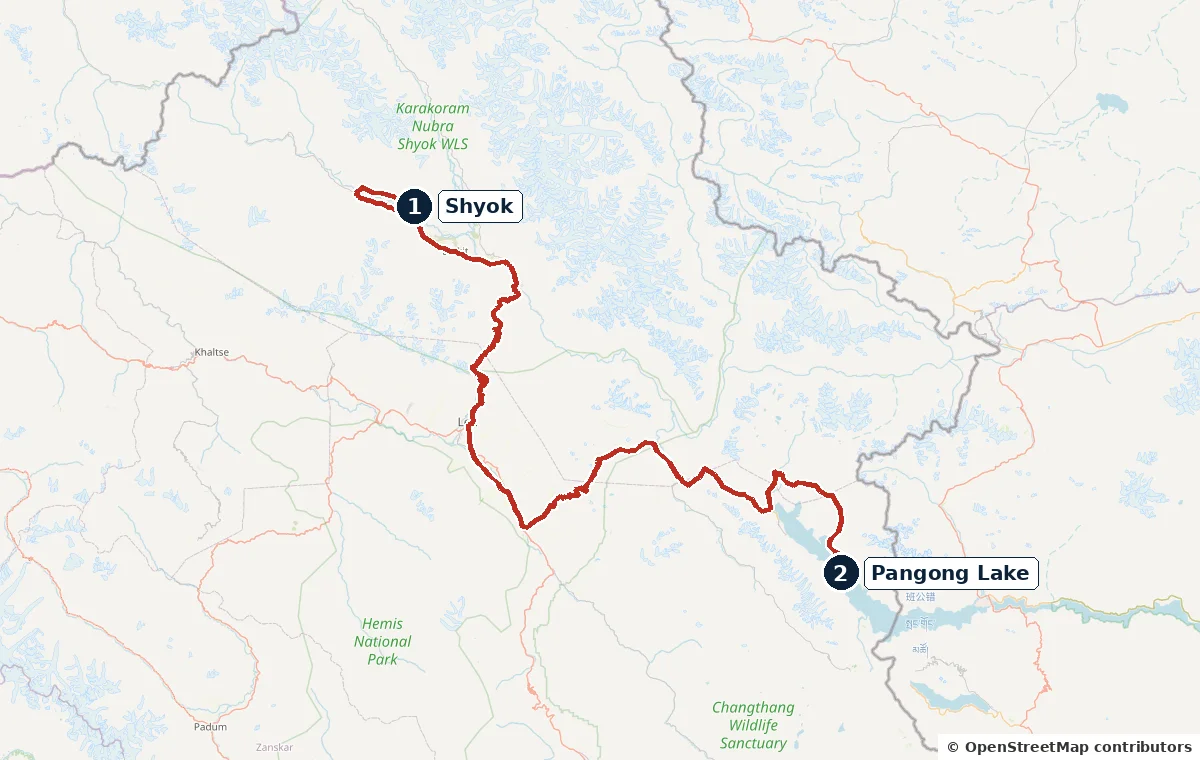 Karakoram
Nubra
Shyok WLS
1
Shyok
Khaltse
2
Pangong Lake
班公错
Hemis
National
Park
Changthang
Wildlife
Sanctuary
Padum
Zanskar
© OpenStreetMap contributors